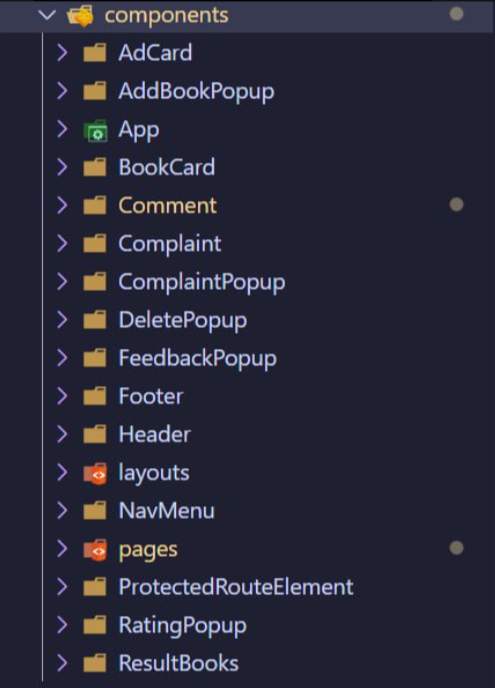 components
AdCard
AddBookPopup
App
BookCard
Comment
Complaint
ComplaintPopup
DeletePopup
FeedbackPopup
Footer
Header
layouts
NavMenu
pages
ProtectedRouteElement
RatingPopup
ResultBooks